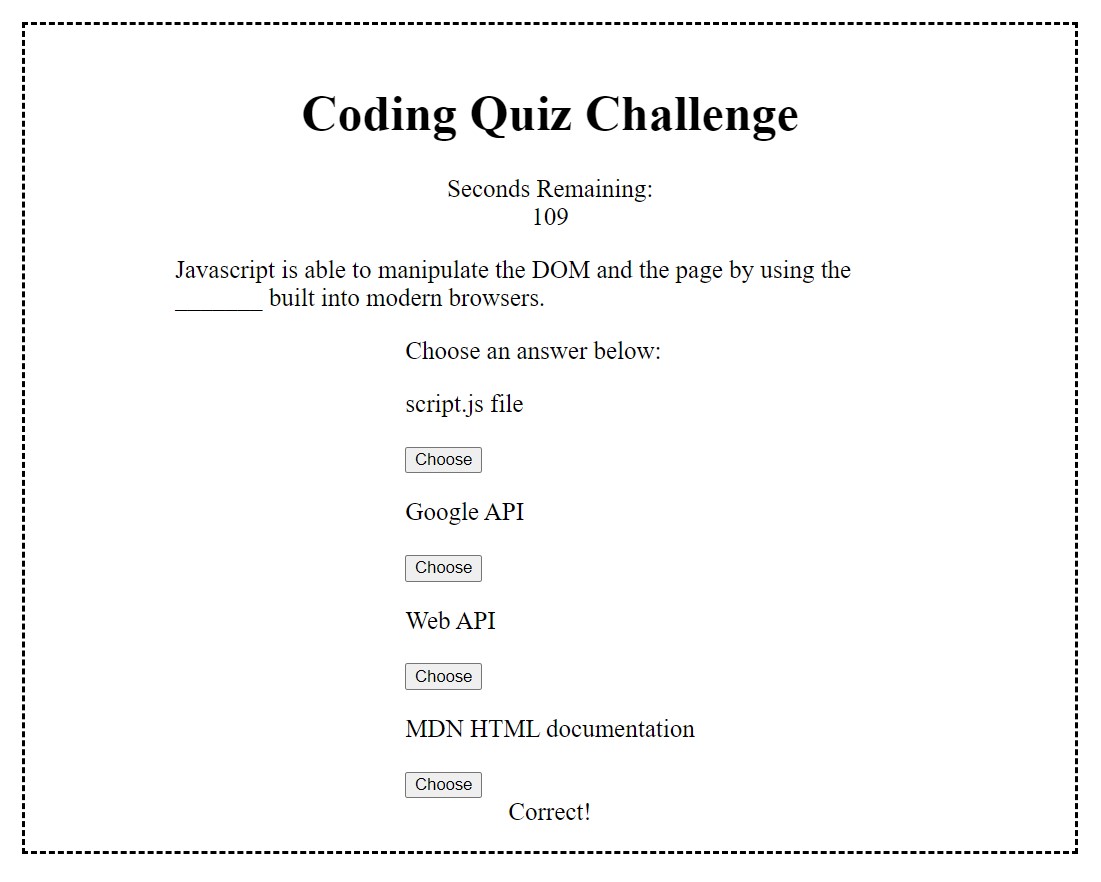 Coding Quiz Challenge
Seconds Remaining:
109
Javascript is able to manipulate the DOM and the page by using the
_______ built into modern browsers.
Choose an answer below:
script.js file
Choose
Google API
Choose
Web API
Choose
MDN HTML documentation
Choose
Correct!